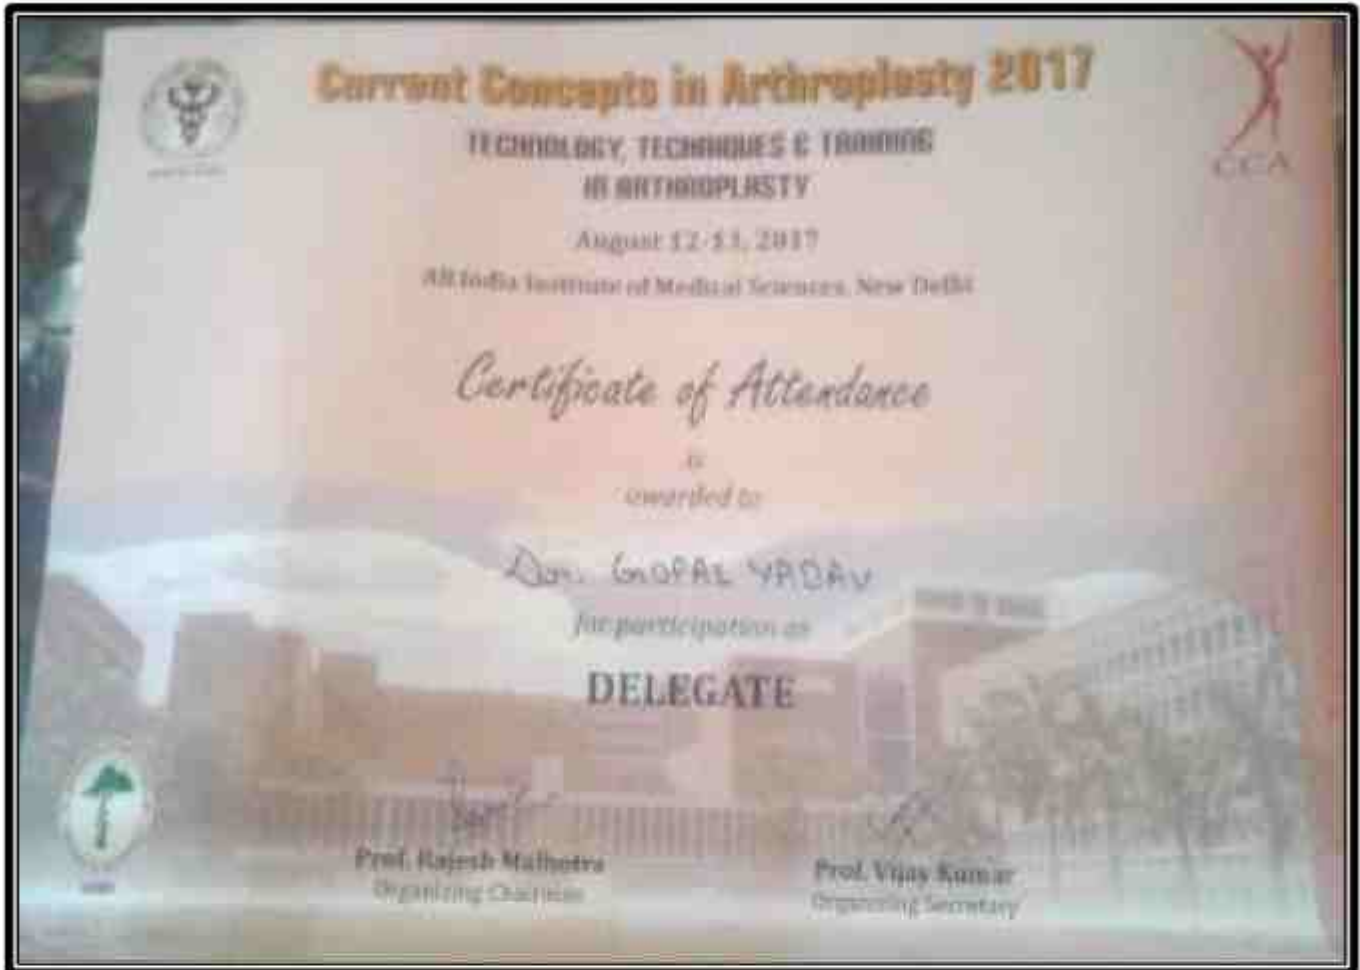 Current Concepts in Arthroplasty 2017
CCA
TECHNOLOGY, TECHNIQUES & TRAINING
IN ARTHROPLASTY
August 12-13, 2017
All India Institute of Medical Sciences, New Delhi
Certificate of Attendance
is
awarded to
Dr. GOPAL YADAV
for participation as
DELEGATE
Prof. Rajesh Malhotra
Organizing Chairman
Prof. Vijay Kumar
Organizing Secretary